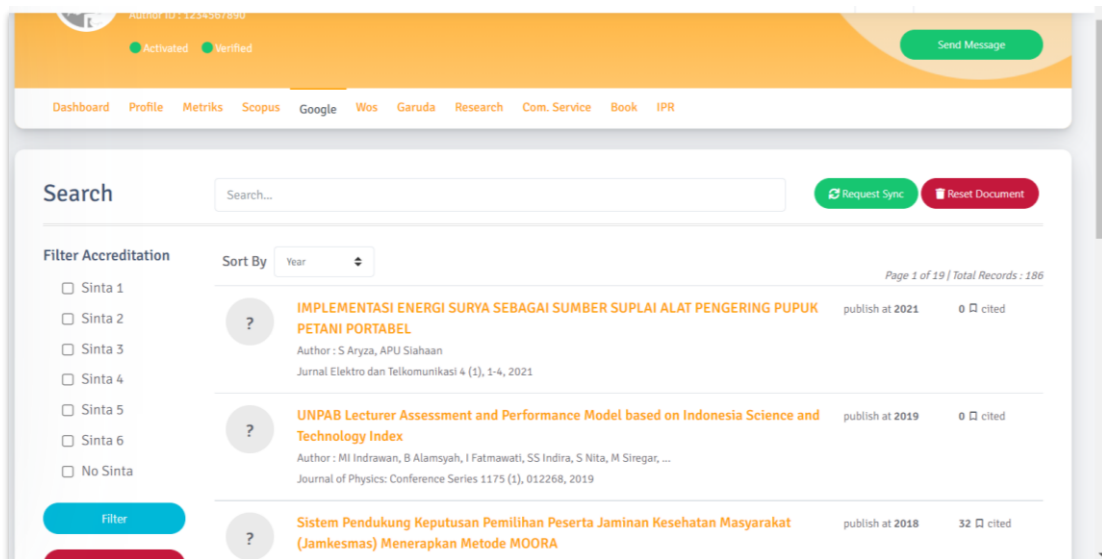 Author ID : 1234567890
Activated Verified
Send Message
Dashboard Profile Metriks Scopus Google Wos Garuda Research Com. Service Book IPR
Search
Search...
Request Sync
Reset Document
Filter Accreditation
Sinta 1
Sinta 2
Sinta 3
Sinta 4
Sinta 5
Sinta 6
No Sinta
Filter
Sort By Year
Page 1 of 19 | Total Records : 186
?
IMPLEMENTASI ENERGI SURYA SEBAGAI SUMBER SUPLAI ALAT PENGERING PUPUK
PETANI PORTABEL
Author : S Aryza, APU Siahaan
Jurnal Elektro dan Telkomunikasi 4 (1), 1-4, 2021
publish at 2021
0 cited
?
UNPAB Lecturer Assessment and Performance Model based on Indonesia Science and
Technology Index
Author : MI Indrawan, B Alamsyah, I Fatmawati, SS Indira, S Nita, M Siregar, ...
Journal of Physics: Conference Series 1175 (1), 012268, 2019
publish at 2019
0 cited
?
Sistem Pendukung Keputusan Pemilihan Peserta Jaminan Kesehatan Masyarakat
(Jamkesmas) Menerapkan Metode MOORA
publish at 2018
32 cited